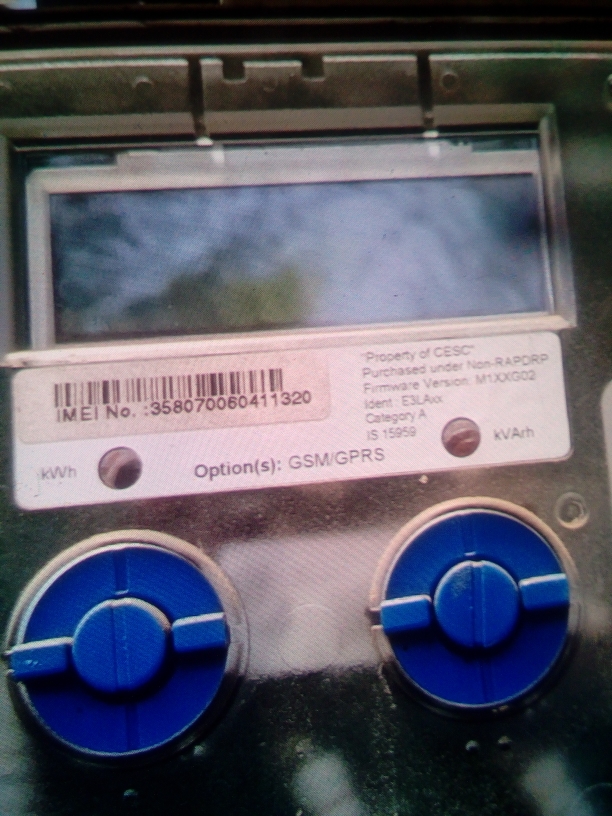 IMEI No. :358070060411320
"Property of CESC"
Purchased under Non-RAPDRP
Firmware Version: M1XXG02
Ident : E3LAxx
Category A
IS 15959
kWh
Option(s): GSM/GPRS
kVArh